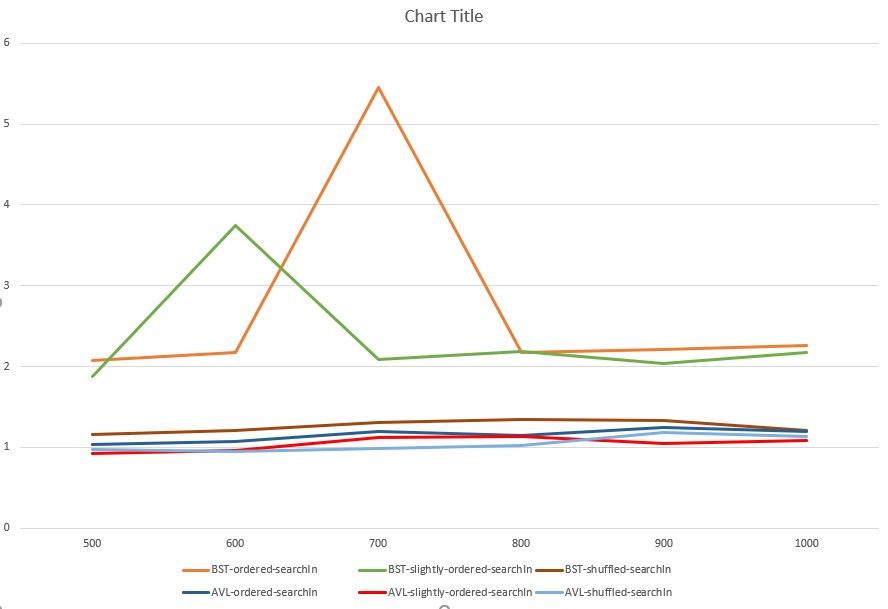 Chart Title
6
5
4
3
2
1
0
500 600 700 800 900 1000
BST-ordered-searchIn BST-slightly-ordered-searchIn BST-shuffled-searchIn
AVL-ordered-searchIn AVL-slightly-ordered-searchIn AVL-shuffled-searchIn